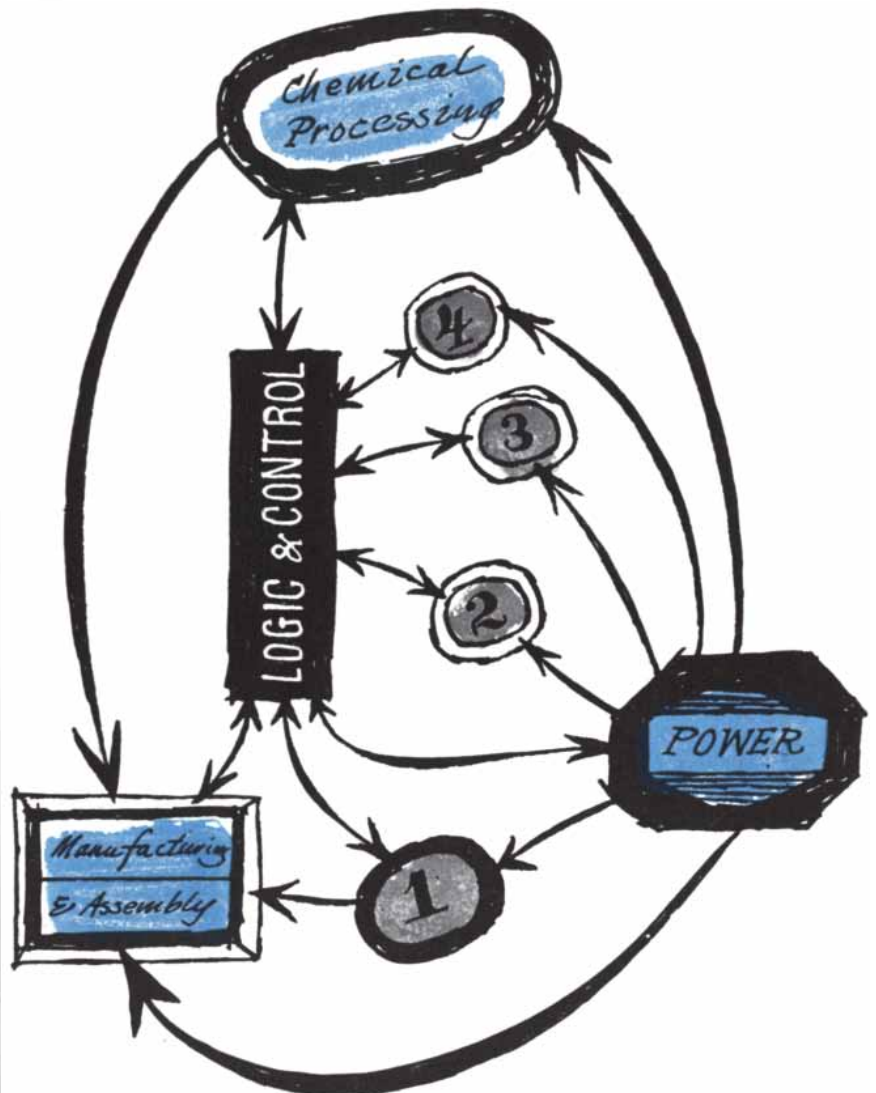 Chemical
Processing
4
3
LOGIC & CONTROL
2
POWER
Manufacturing
& Assembly
1